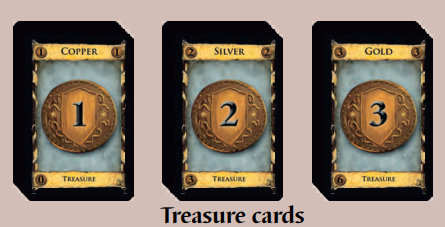 1 COPPER 1
1
0 TREASURE
2 SILVER 2
2
3 TREASURE
3 GOLD 3
3
6 TREASURE
Treasure cards